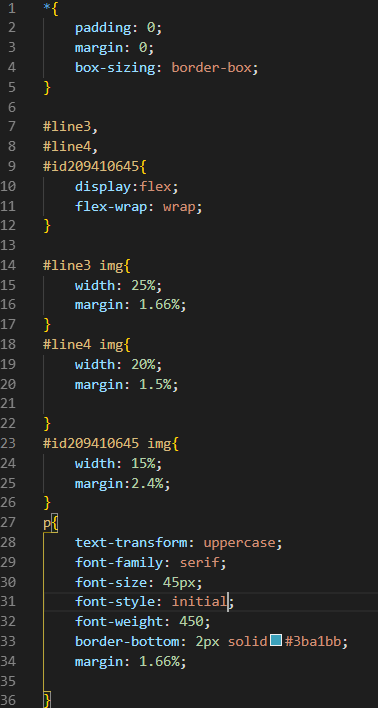 1 *{
2 padding: 0;
3 margin: 0;
4 box-sizing: border-box;
5 }
6
7 #line3,
8 #line4,
9 #id209410645{
10 display:flex;
11 flex-wrap: wrap;
12 }
13
14 #line3 img{
15 width: 25%;
16 margin: 1.66%;
17 }
18 #line4 img{
19 width: 20%;
20 margin: 1.5%;
21
22 }
23 #id209410645 img{
24 width: 15%;
25 margin:2.4%;
26 }
27 p{
28 text-transform: uppercase;
29 font-family: serif;
30 font-size: 45px;
31 font-style: initial;
32 font-weight: 450;
33 border-bottom: 2px solid #3ba1bb;
34 margin: 1.66%;
35
36 }